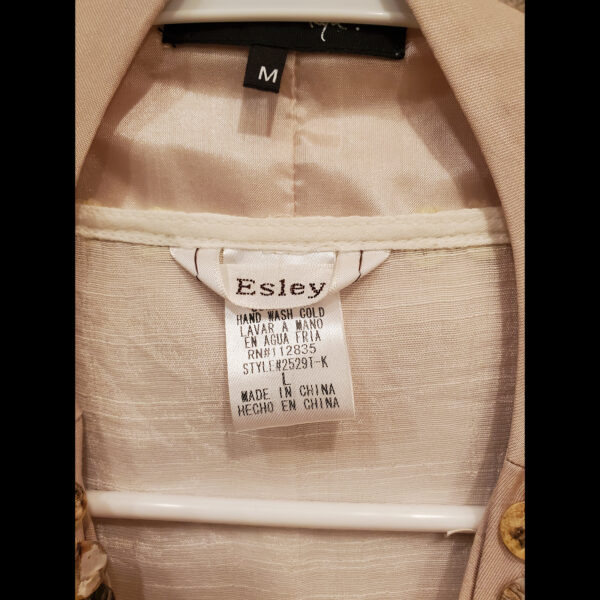 M
Esley
HAND WASH COLD
LAVAR A MANO
EN AGUA FRIA
RN#112835
STYLE#2529T-K
L
MADE IN CHINA
HECHO EN CHINA